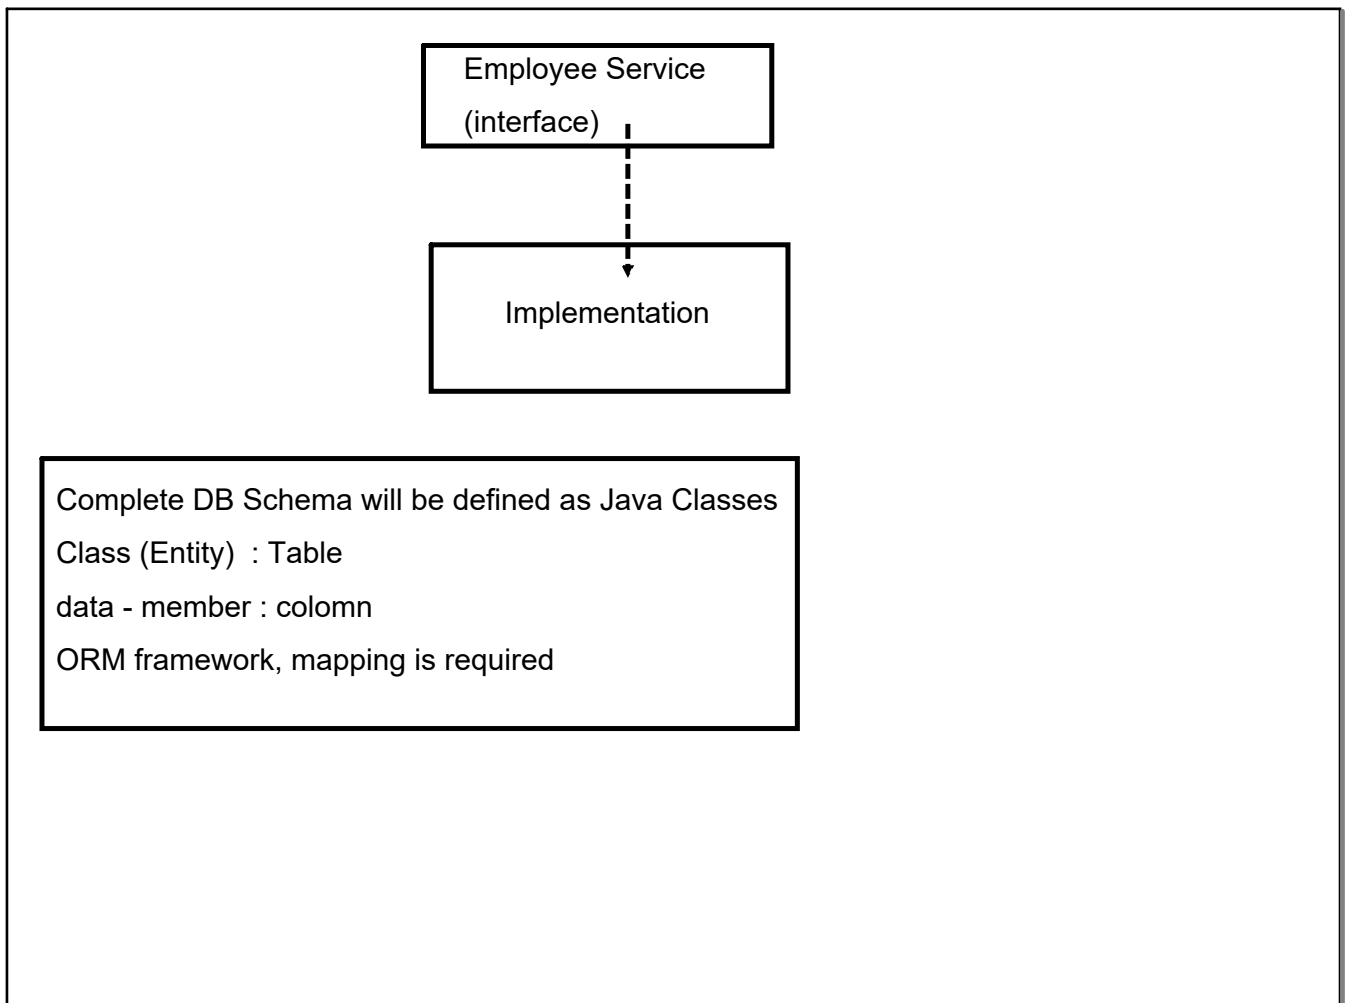 Employee Service
(interface)
Implementation
Complete DB Schema will be defined as Java Classes
Class (Entity)  : Table
data - member : colomn
ORM framework, mapping is required